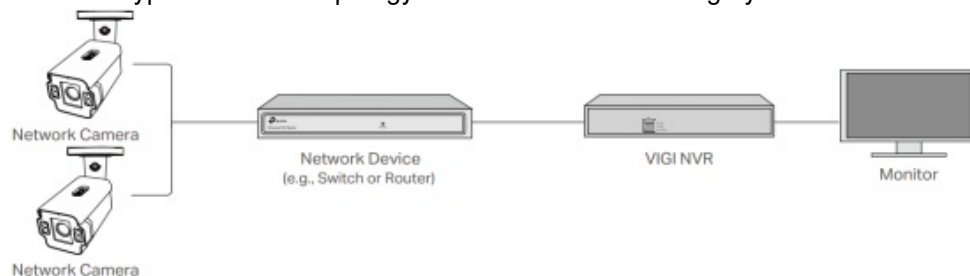 Network Camera
Network Device
(e.g., Switch or Router)
VIGI NVR
Monitor
Network Camera